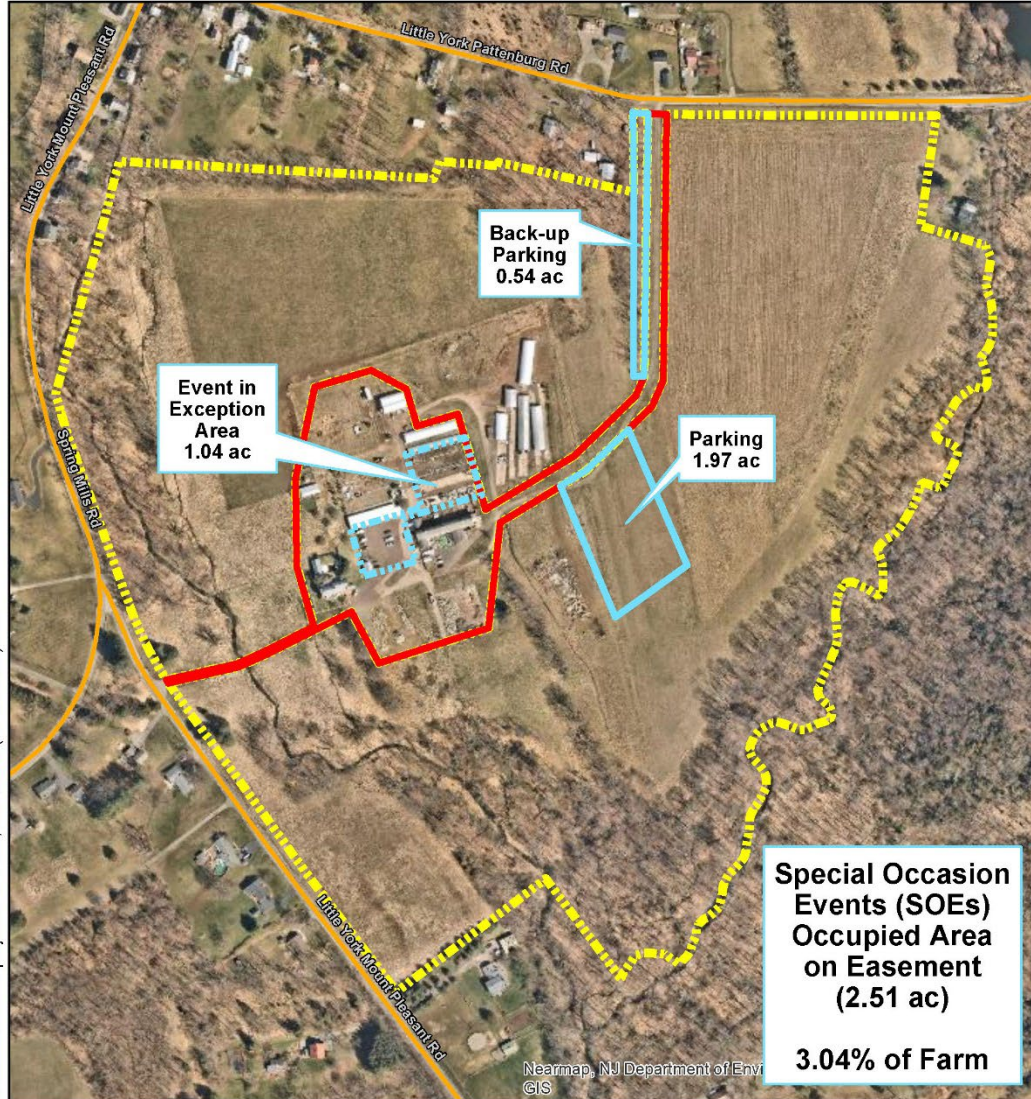 Little York Pattenburg Rd
Little York Mount Pleasant Rd
Back-up
Parking
0.54 ac
Event in
Exception
Area
1.04 ac
Parking
1.97 ac
Spring Mills Rd
Little York Mount Pleasant Rd
Special Occasion
Events (SOEs)
Occupied Area
on Easement
(2.51 ac)
3.04% of Farm
Nearmap, NJ Department of Envi
GIS